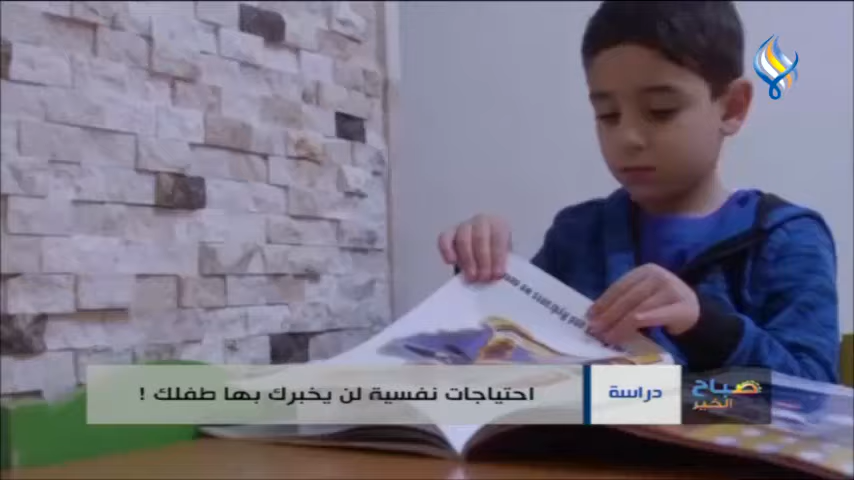 احتياجات نفسية لن يخبرك بها طفلك !
دراسة
صباح
الخير